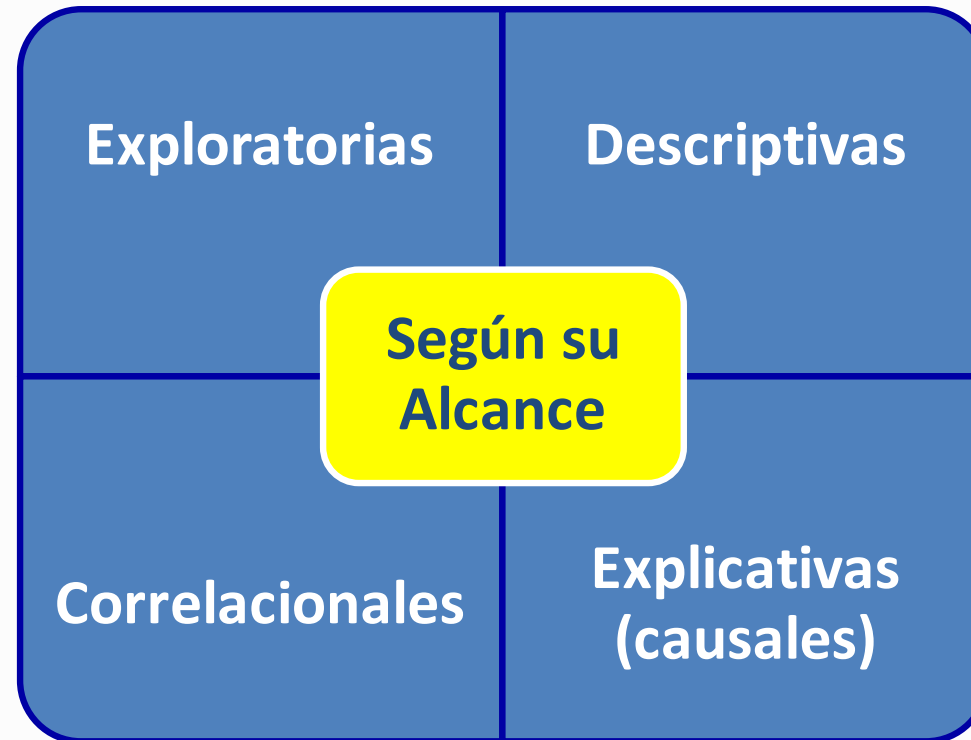 Exploratorias
Descriptivas
Según su
Alcance
Correlacionales
Explicativas
(causales)